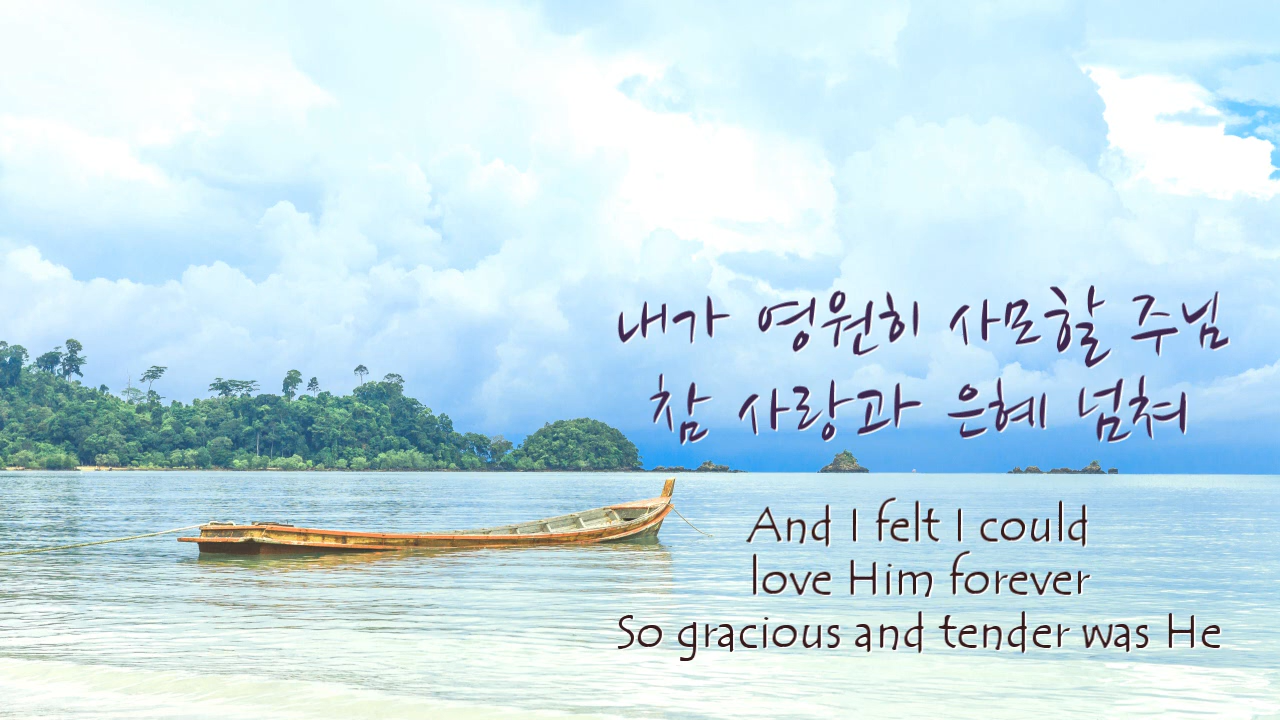 내가 영원히 사모할 주님
참 사랑과 은혜 넘쳐
And I felt I could
love Him forever
So gracious and tender was He